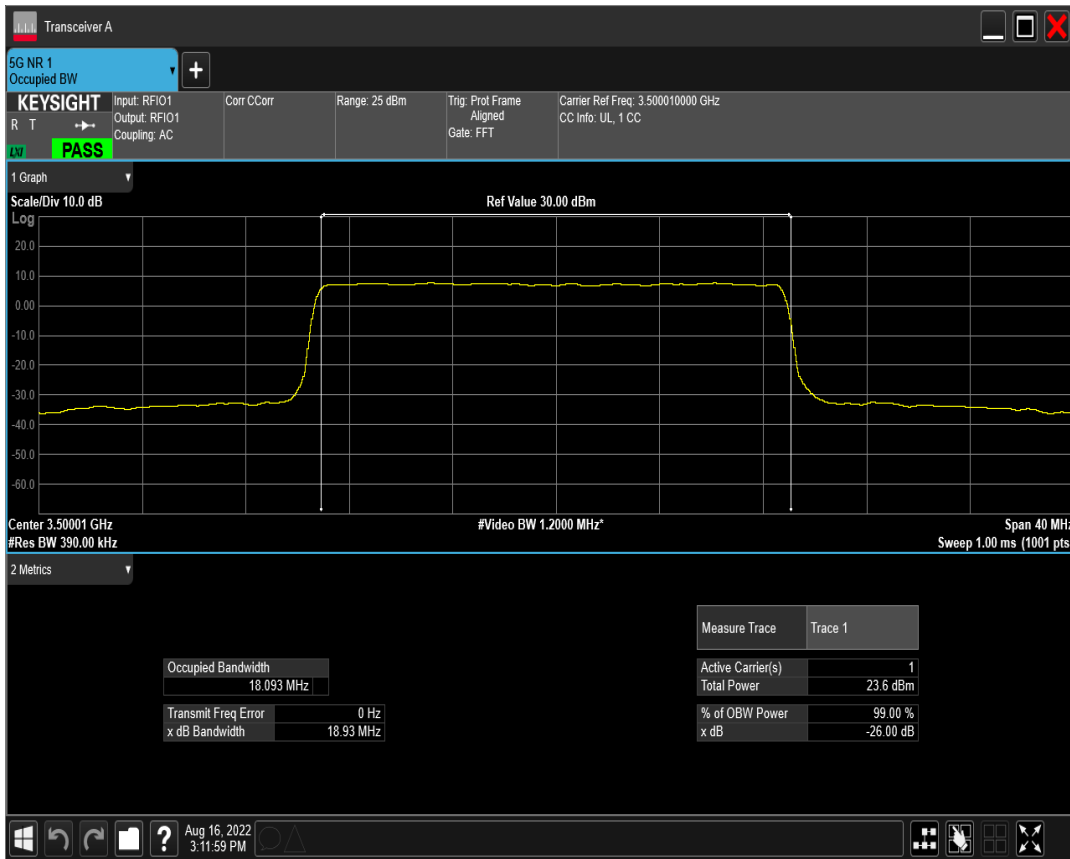 Transceiver A
5G NR 1
Occupied BW
KEYSIGHT
R T
LXI
PASS
Input: RFIO1
Output: RFIO1
Coupling: AC
Corr CCorr
Range: 25 dBm
Trig: Prot Frame
Aligned
Gate: FFT
Carrier Ref Freq: 3.500010000 GHz
CC Info: UL, 1 CC
1 Graph
Scale/Div 10.0 dB
Ref Value 30.00 dBm
Log
20.0
10.0
0.00
-10.0
-20.0
-30.0
-40.0
-50.0
-60.0
Center 3.50001 GHz
#Video BW 1.2000 MHz*
Span 40 MHz
#Res BW 390.00 kHz
Sweep 1.00 ms (1001 pts
2 Metrics
Measure Trace Trace 1
Occupied Bandwidth
18.093 MHz
Active Carrier(s) 1
Total Power 23.6 dBm
Transmit Freq Error 0 Hz
x dB Bandwidth 18.93 MHz
% of OBW Power 99.00 %
x dB -26.00 dB
?
Aug 16, 2022
3:11:59 PM